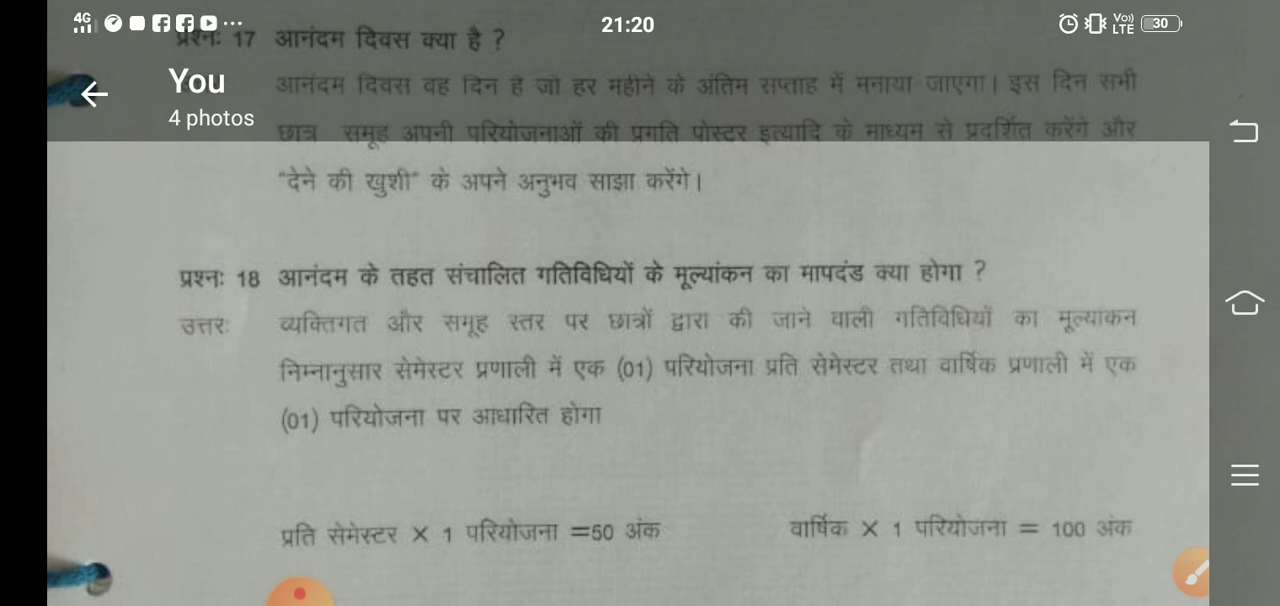 4G
21:20
Vo))
LTE
30
प्रश्नः 17 आनंदम दिवस क्या है ?
You
4 photos
आनंदम दिवस वह दिन है जो हर महीने के अंतिम सप्ताह में मनाया जाएगा। इस दिन सभी
छात्र समूह अपनी परियोजनाओं की प्रगति पोस्टर इत्यादि के माध्यम से प्रदर्शित करेंगे और
"देने की खुशी" के अपने अनुभव साझा करेंगे।
प्रश्नः 18 आनंदम के तहत संचालित गतिविधियों के मूल्यांकन का मापदंड क्या होगा ?
उत्तरः व्यक्तिगत और समूह स्तर पर छात्रों द्वारा की जाने वाली गतिविधियों का मूल्यांकन
निम्नानुसार सेमेस्टर प्रणाली में एक (01) परियोजना प्रति सेमेस्टर तथा वार्षिक प्रणाली में एक
(01) परियोजना पर आधारित होगा
प्रति सेमेस्टर X 1 परियोजना =50 अंक वार्षिक X 1 परियोजना = 100 अंक